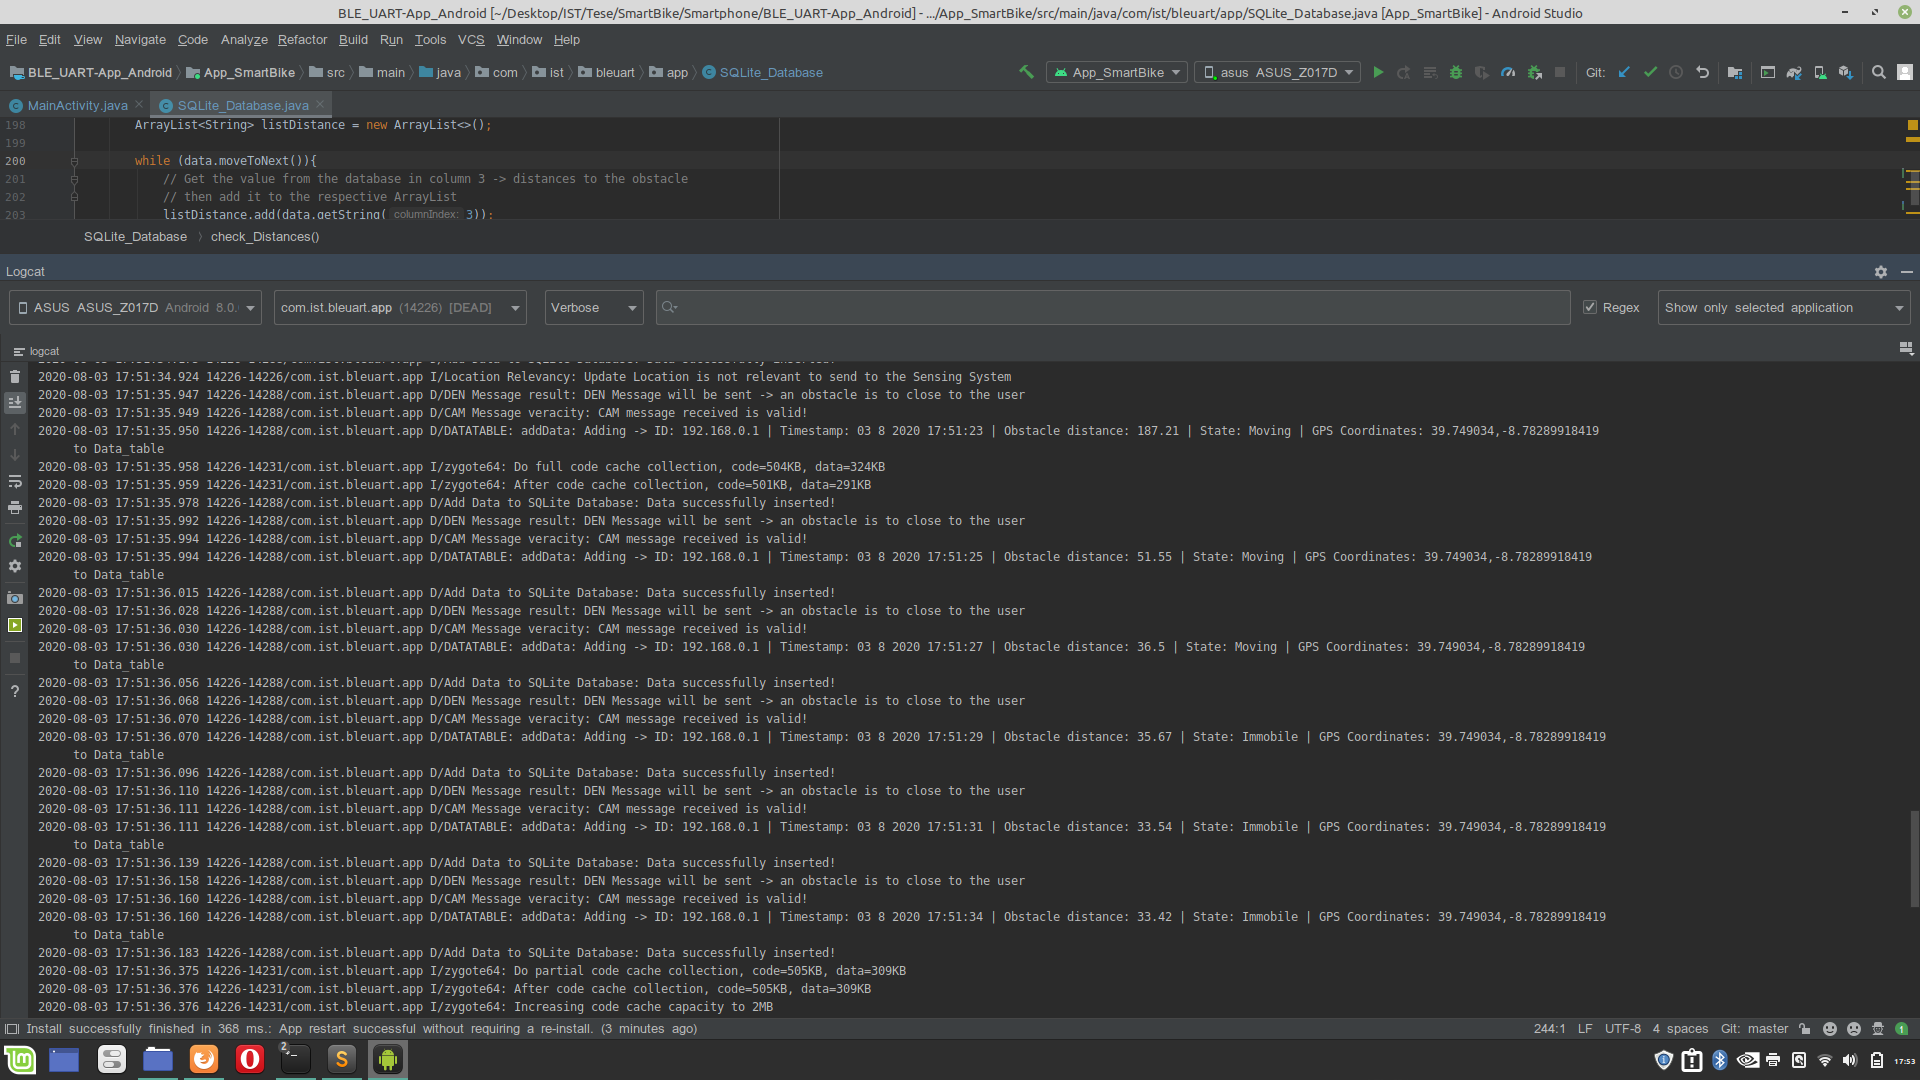 BLE_UART-App_Android [~/Desktop/IST/Tese/SmartBike/Smartphone/BLE_UART-App_Android] - .../App_SmartBike/src/main/java/com/ist/bleuart/app/SQLite_Database.java [App_SmartBike] - Android Studio
File Edit View Navigate Code Analyze Refactor Build Run Tools VCS Window Help
BLE_UART-App_Android App_SmartBike src main java com ist bleuart app SQLite_Database App_SmartBike asus ASUS_Z017D Git:
MainActivity.java SQLite_Database.java
198 ArrayList<String> listDistance = new ArrayList<>();
199
200 while (data.moveToNext()){
201 // Get the value from the database in column 3 -> distances to the obstacle
202 // then add it to the respective ArrayList
203 listDistance.add(data.getString( columnIndex: 3));
SQLite_Database check_Distances()
Logcat
ASUS ASUS_Z017D Android 8.0. com.ist.bleuart.app (14226) [DEAD] Verbose Regex Show only selected application
logcat
2020-08-03 17:51:34.924 14226-14226/com.ist.bleuart.app I/Location Relevancy: Update Location is not relevant to send to the Sensing System
2020-08-03 17:51:35.947 14226-14288/com.ist.bleuart.app D/DEN Message result: DEN Message will be sent -> an obstacle is to close to the user
2020-08-03 17:51:35.949 14226-14288/com.ist.bleuart.app D/CAM Message veracity: CAM message received is valid!
2020-08-03 17:51:35.950 14226-14288/com.ist.bleuart.app D/DATATABLE: addData: Adding -> ID: 192.168.0.1 | Timestamp: 03 8 2020 17:51:23 | Obstacle distance: 187.21 | State: Moving | GPS Coordinates: 39.749034,-8.78289918419
to Data_table
2020-08-03 17:51:35.958 14226-14231/com.ist.bleuart.app I/zygote64: Do full code cache collection, code=504KB, data=324KB
2020-08-03 17:51:35.959 14226-14231/com.ist.bleuart.app I/zygote64: After code cache collection, code=501KB, data=291KB
2020-08-03 17:51:35.978 14226-14288/com.ist.bleuart.app D/Add Data to SQLite Database: Data successfully inserted!
2020-08-03 17:51:35.992 14226-14288/com.ist.bleuart.app D/DEN Message result: DEN Message will be sent -> an obstacle is to close to the user
2020-08-03 17:51:35.994 14226-14288/com.ist.bleuart.app D/CAM Message veracity: CAM message received is valid!
2020-08-03 17:51:35.994 14226-14288/com.ist.bleuart.app D/DATATABLE: addData: Adding -> ID: 192.168.0.1 | Timestamp: 03 8 2020 17:51:25 | Obstacle distance: 51.55 | State: Moving | GPS Coordinates: 39.749034,-8.78289918419
to Data_table
2020-08-03 17:51:36.015 14226-14288/com.ist.bleuart.app D/Add Data to SQLite Database: Data successfully inserted!
2020-08-03 17:51:36.028 14226-14288/com.ist.bleuart.app D/DEN Message result: DEN Message will be sent -> an obstacle is to close to the user
2020-08-03 17:51:36.030 14226-14288/com.ist.bleuart.app D/CAM Message veracity: CAM message received is valid!
2020-08-03 17:51:36.030 14226-14288/com.ist.bleuart.app D/DATATABLE: addData: Adding -> ID: 192.168.0.1 | Timestamp: 03 8 2020 17:51:27 | Obstacle distance: 36.5 | State: Moving | GPS Coordinates: 39.749034,-8.78289918419
to Data_table
2020-08-03 17:51:36.056 14226-14288/com.ist.bleuart.app D/Add Data to SQLite Database: Data successfully inserted!
2020-08-03 17:51:36.068 14226-14288/com.ist.bleuart.app D/DEN Message result: DEN Message will be sent -> an obstacle is to close to the user
2020-08-03 17:51:36.070 14226-14288/com.ist.bleuart.app D/CAM Message veracity: CAM message received is valid!
2020-08-03 17:51:36.070 14226-14288/com.ist.bleuart.app D/DATATABLE: addData: Adding -> ID: 192.168.0.1 | Timestamp: 03 8 2020 17:51:29 | Obstacle distance: 35.67 | State: Immobile | GPS Coordinates: 39.749034,-8.78289918419
to Data_table
2020-08-03 17:51:36.096 14226-14288/com.ist.bleuart.app D/Add Data to SQLite Database: Data successfully inserted!
2020-08-03 17:51:36.110 14226-14288/com.ist.bleuart.app D/DEN Message result: DEN Message will be sent -> an obstacle is to close to the user
2020-08-03 17:51:36.111 14226-14288/com.ist.bleuart.app D/CAM Message veracity: CAM message received is valid!
2020-08-03 17:51:36.111 14226-14288/com.ist.bleuart.app D/DATATABLE: addData: Adding -> ID: 192.168.0.1 | Timestamp: 03 8 2020 17:51:31 | Obstacle distance: 33.54 | State: Immobile | GPS Coordinates: 39.749034,-8.78289918419
to Data_table
2020-08-03 17:51:36.139 14226-14288/com.ist.bleuart.app D/Add Data to SQLite Database: Data successfully inserted!
2020-08-03 17:51:36.158 14226-14288/com.ist.bleuart.app D/DEN Message result: DEN Message will be sent -> an obstacle is to close to the user
2020-08-03 17:51:36.160 14226-14288/com.ist.bleuart.app D/CAM Message veracity: CAM message received is valid!
2020-08-03 17:51:36.160 14226-14288/com.ist.bleuart.app D/DATATABLE: addData: Adding -> ID: 192.168.0.1 | Timestamp: 03 8 2020 17:51:34 | Obstacle distance: 33.42 | State: Immobile | GPS Coordinates: 39.749034,-8.78289918419
to Data_table
2020-08-03 17:51:36.183 14226-14288/com.ist.bleuart.app D/Add Data to SQLite Database: Data successfully inserted!
2020-08-03 17:51:36.375 14226-14231/com.ist.bleuart.app I/zygote64: Do partial code cache collection, code=505KB, data=309KB
2020-08-03 17:51:36.376 14226-14231/com.ist.bleuart.app I/zygote64: After code cache collection, code=505KB, data=309KB
2020-08-03 17:51:36.376 14226-14231/com.ist.bleuart.app I/zygote64: Increasing code cache capacity to 2MB
Install successfully finished in 368 ms.: App restart successful without requiring a re-install. (3 minutes ago) 244:1 LF UTF-8 4 spaces Git: master 1
2 17:53